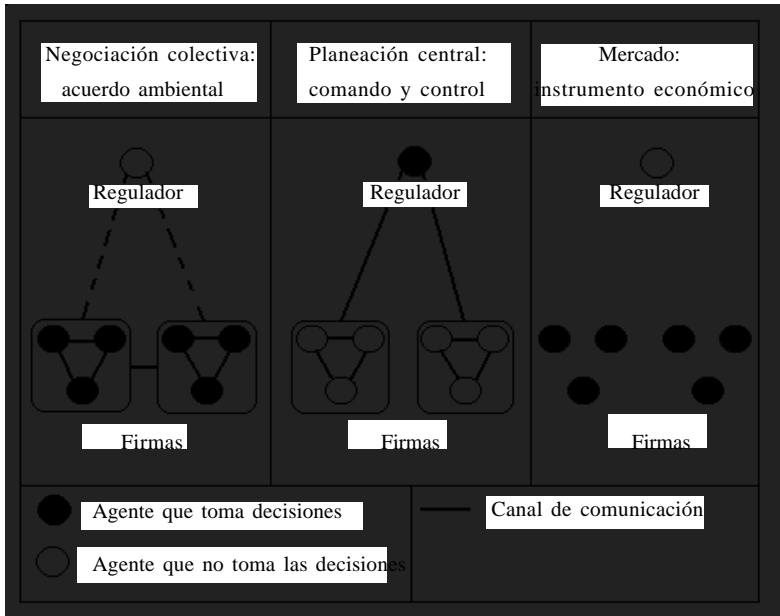 Negociación colectiva:
acuerdo ambiental
Planeación central:
comando y control
Mercado:
instrumento económico
Regulador
Regulador
Regulador
Firmas
Firmas
Firmas
Agente que toma decisiones
Canal de comunicación
Agente que no toma las decisiones